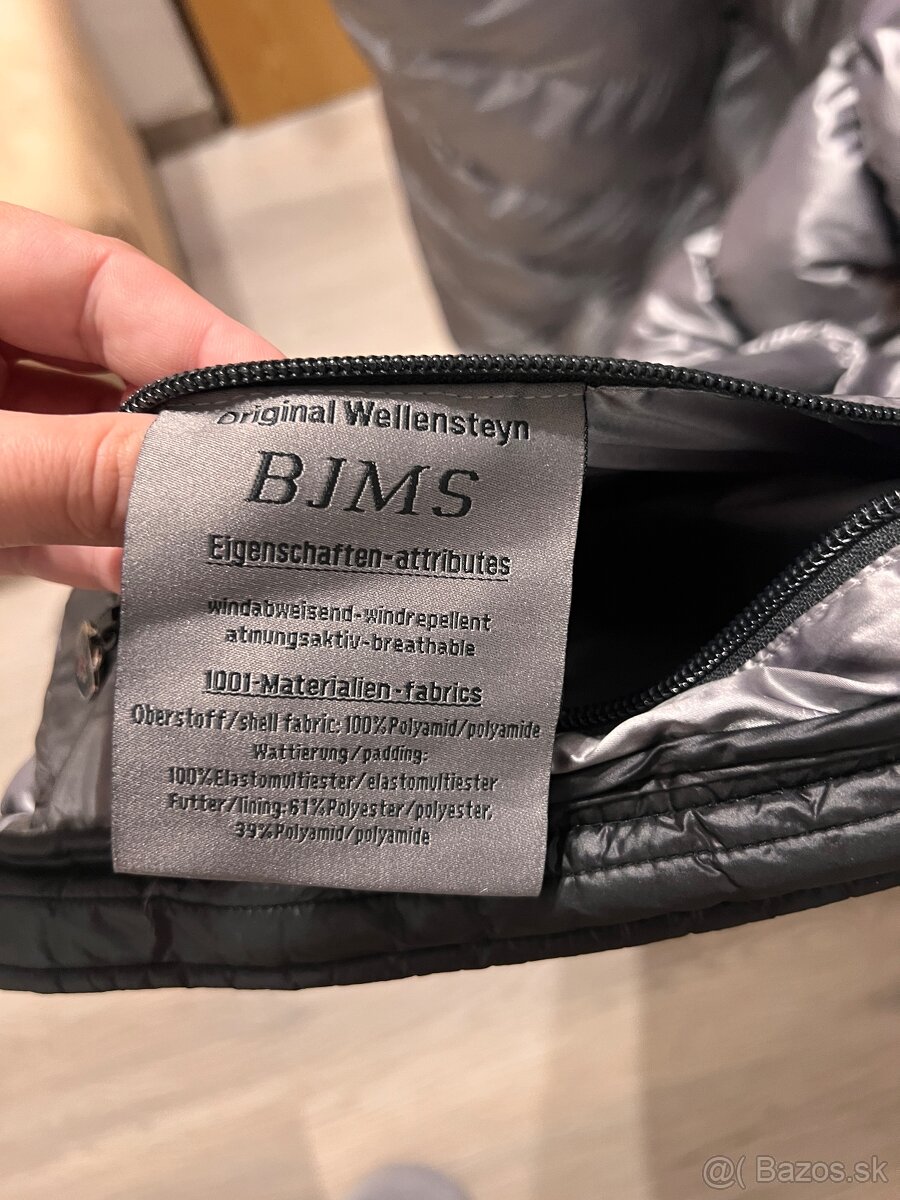 Original Wellensteyn
BJMS
Eigenschaften-attributes
windabweisend-windrepellent
atmungsaktiv-breathable
1001-Materialien-fabrics
Oberstoff/shell fabric: 100%Polyamid/polyamide
Wattierung/padding:
100%Elastomultiester/elastomultiester
Futter/lining: 61%Polyester/polyester,
39%Polyamid/polyamide
@( Bazos.sk